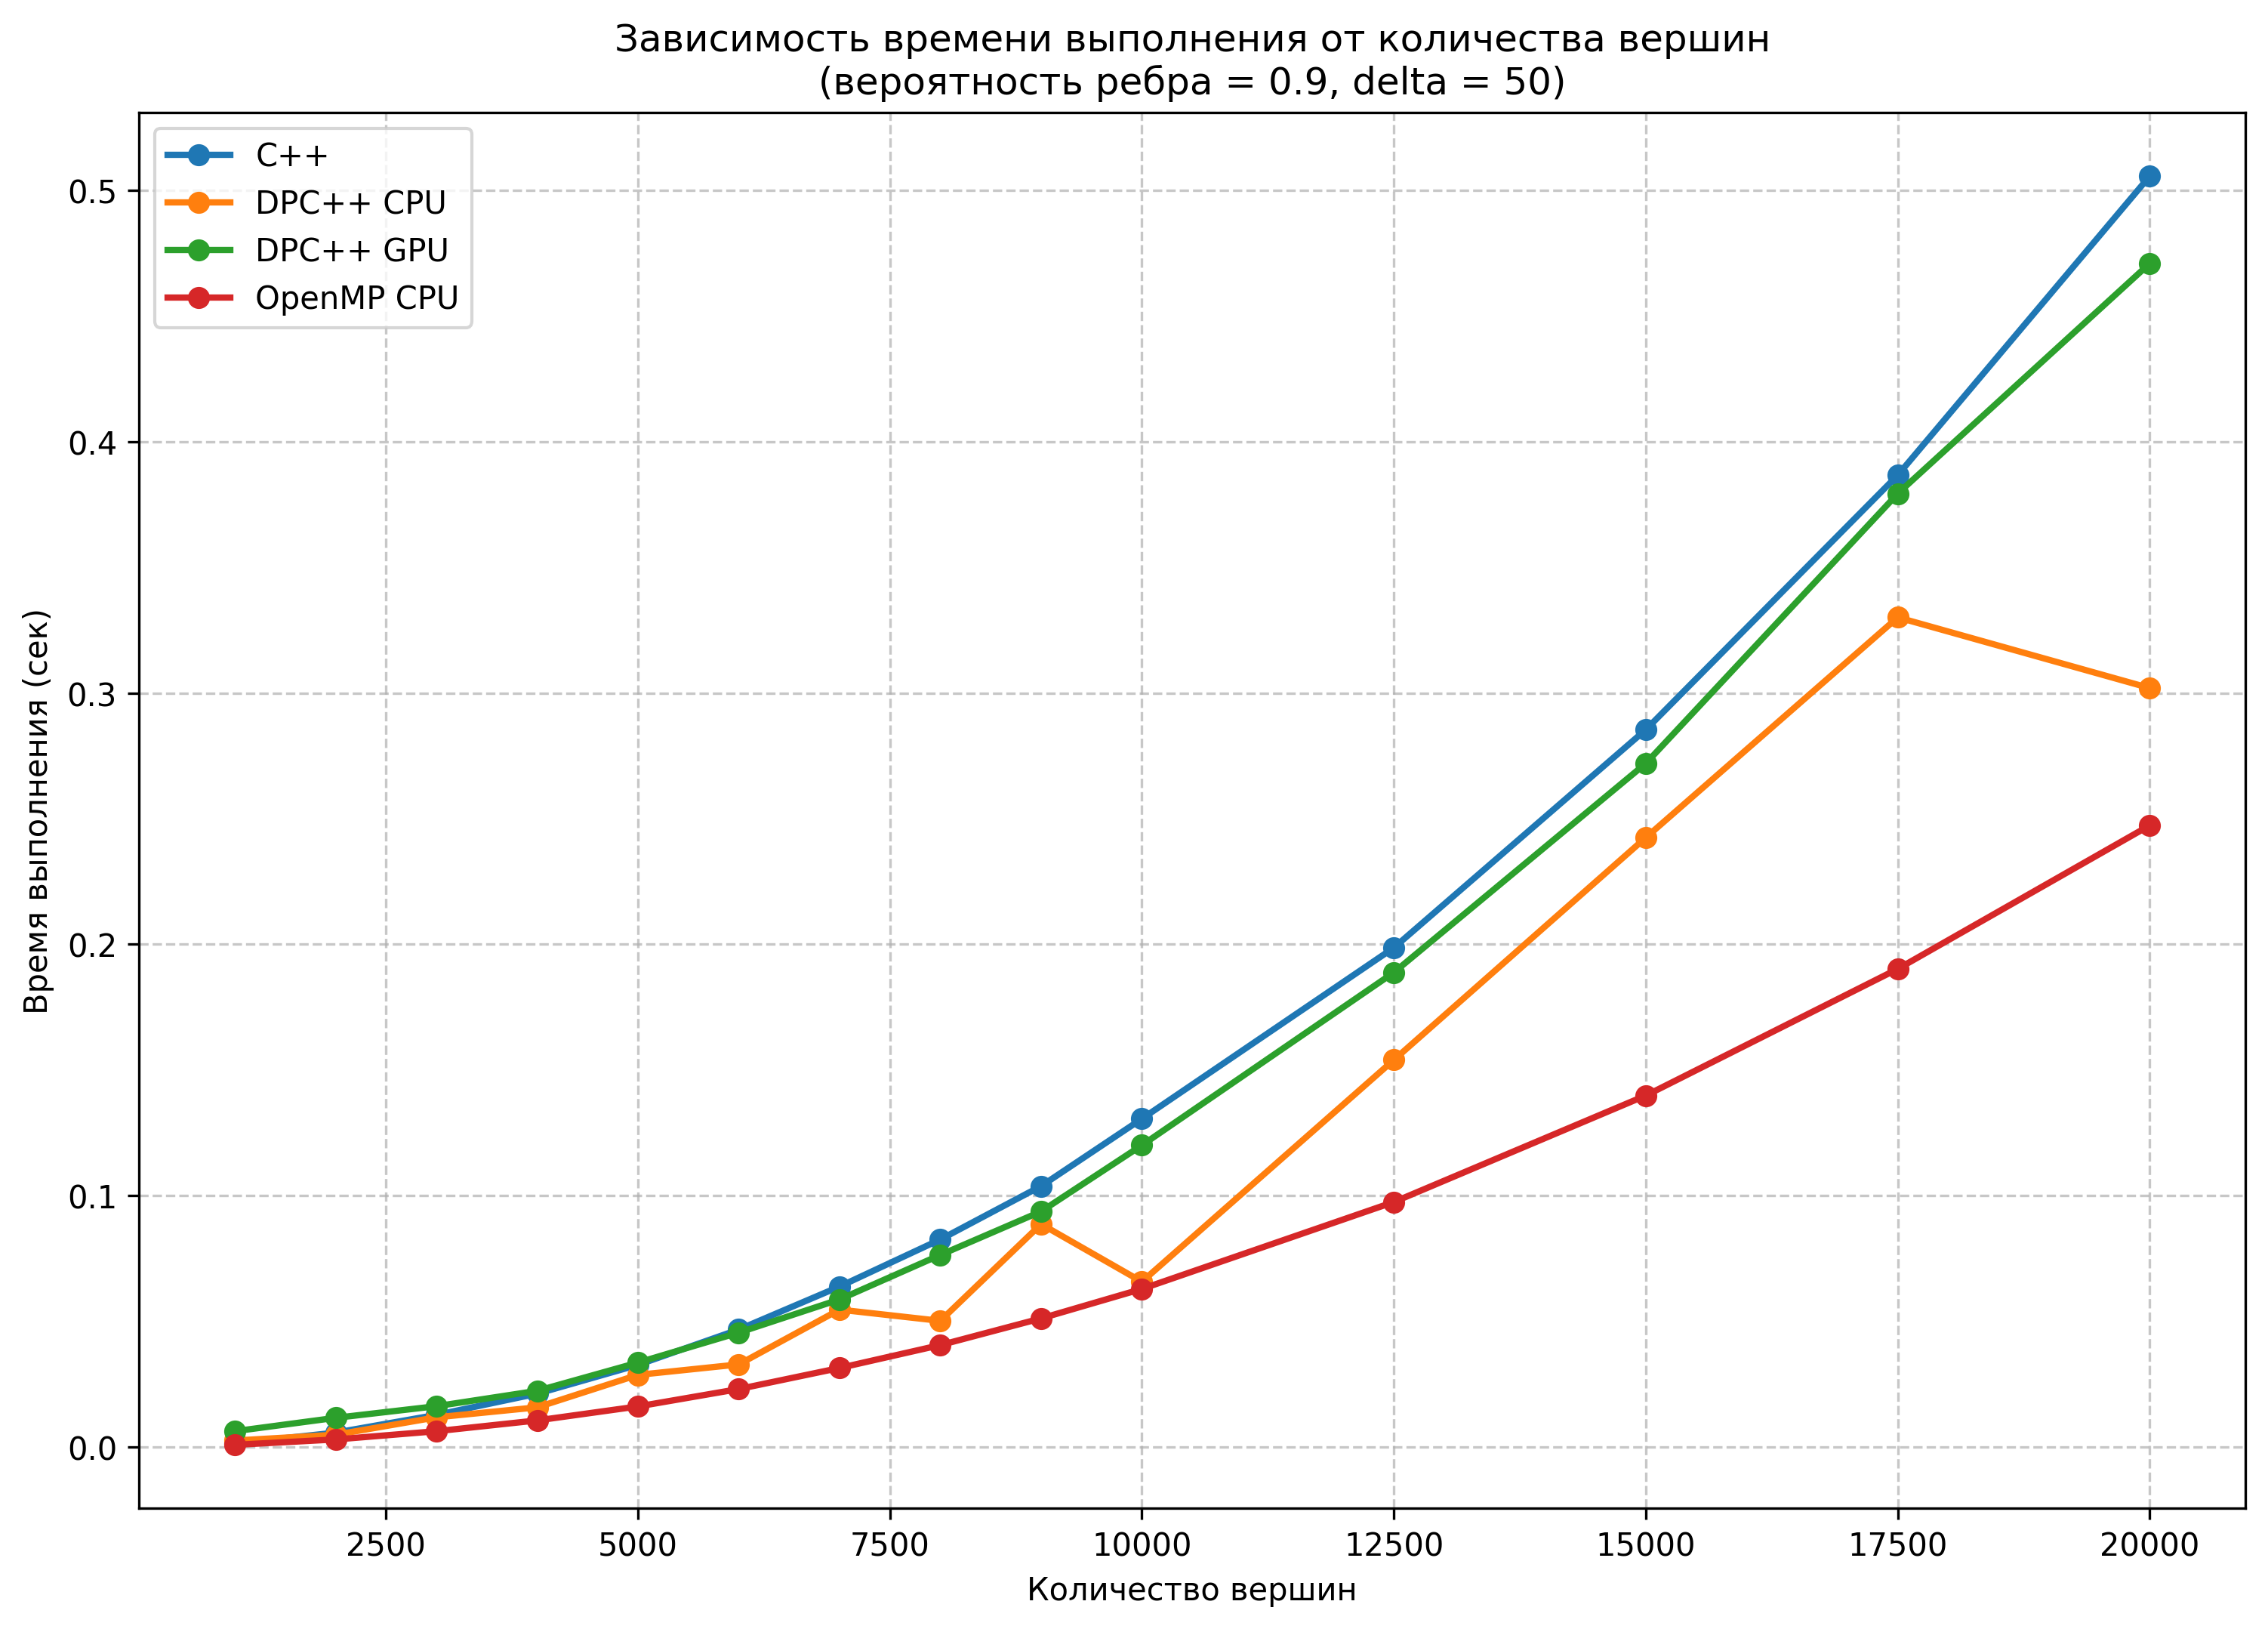 Зависимость времени выполнения от количества вершин
(вероятность ребра = 0.9, delta = 50)
C++
DPC++ CPU
DPC++ GPU
OpenMP CPU
Время выполнения (сек)
0.5
0.4
0.3
0.2
0.1
0.0
2500 5000 7500 10000 12500 15000 17500 20000
Количество вершин